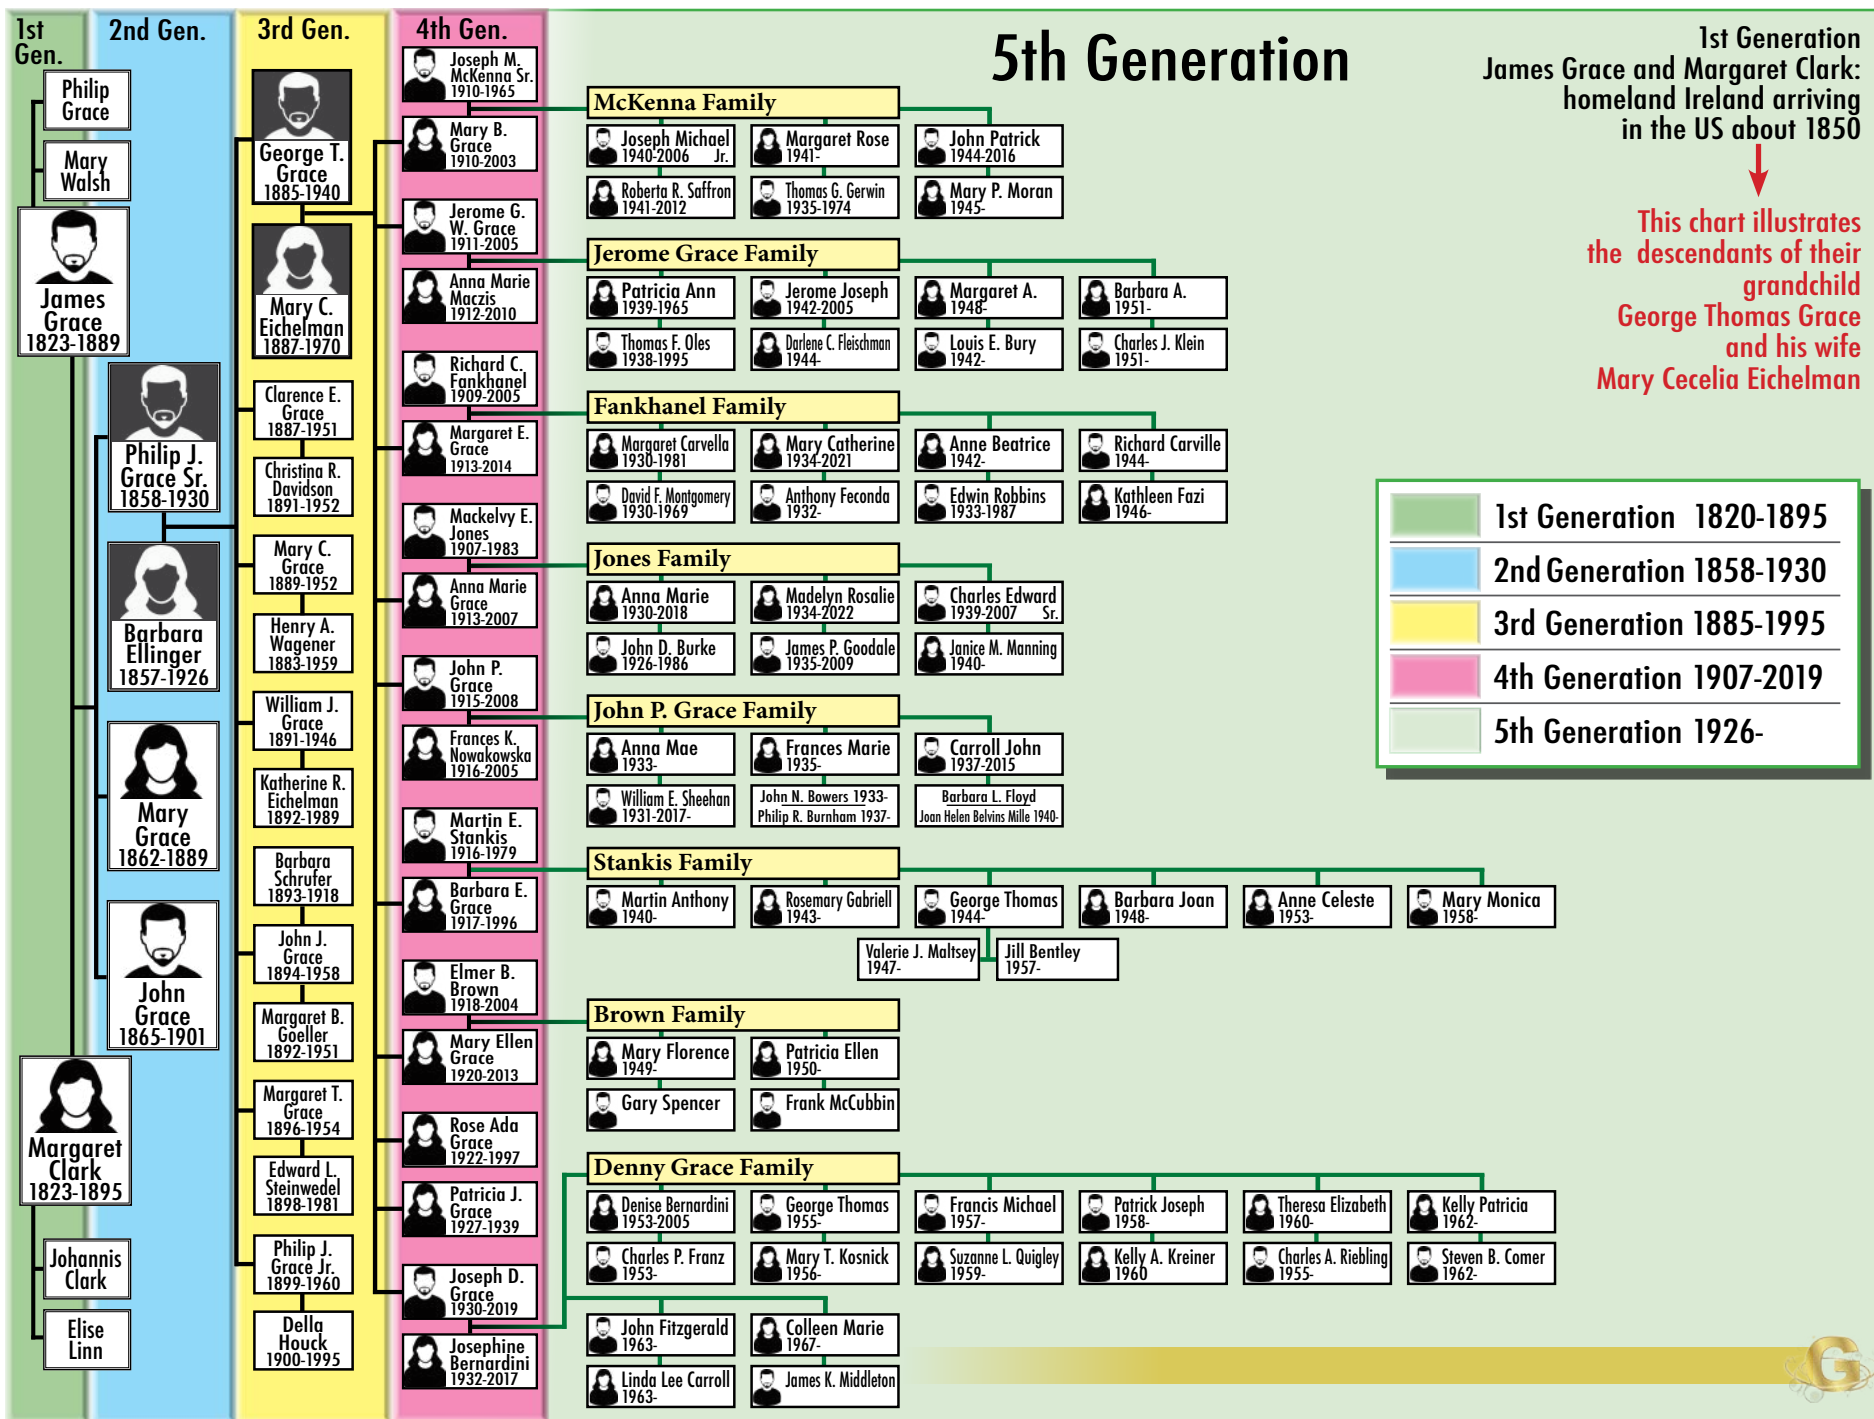 1st
Gen.
2nd Gen.
3rd Gen.
4th Gen.
5th Generation
1st Generation
James Grace and Margaret Clark:
homeland Ireland arriving
in the US about 1850
This chart illustrates
the descendants of their
grandchild
George Thomas Grace
and his wife
Mary Cecelia Eichelman
1st Generation 1820-1895
2nd Generation 1858-1930
3rd Generation 1885-1995
4th Generation 1907-2019
5th Generation 1926-
Philip
Grace
Mary
Walsh
James
Grace
1823-1889
Margaret
Clark
1823-1895
Johannis
Clark
Elise
Linn
Philip J.
Grace Sr.
1858-1930
Barbara
Ellinger
1857-1926
Mary
Grace
1862-1889
John
Grace
1865-1901
George T.
Grace
1885-1940
Mary C.
Eichelman
1887-1970
Clarence E.
Grace
1887-1951
Christina R.
Davidson
1891-1952
Mary C.
Grace
1889-1952
Henry A.
Wagener
1883-1959
William J.
Grace
1891-1946
Katherine R.
Eichelman
1892-1989
Barbara
Schrufer
1893-1918
John J.
Grace
1894-1958
Margaret B.
Goeller
1892-1951
Margaret T.
Grace
1896-1954
Edward L.
Steinwedel
1898-1981
Philip J.
Grace Jr.
1899-1960
Della
Houck
1900-1995
Joseph M.
McKenna Sr.
1910-1965
Mary B.
Grace
1910-2003
Jerome G.
W. Grace
1911-2005
Anna Marie
Maczis
1912-2010
Richard C.
Fankhanel
1909-2005
Margaret E.
Grace
1913-2014
Mackelvy E.
Jones
1907-1983
Anna Marie
Grace
1913-2007
John P.
Grace
1915-2008
Frances K.
Nowakowska
1916-2005
Martin E.
Stankis
1916-1979
Barbara E.
Grace
1917-1996
Elmer B.
Brown
1918-2004
Mary Ellen
Grace
1920-2013
Rose Ada
Grace
1922-1997
Patricia J.
Grace
1927-1939
Joseph D.
Grace
1930-2019
Josephine
Bernardini
1932-2017
McKenna Family
Joseph Michael
1940-2006 Jr.
Margaret Rose
1941-
John Patrick
1944-2016
Roberta R. Saffron
1941-2012
Thomas G. Gerwin
1935-1974
Mary P. Moran
1945-
Jerome Grace Family
Patricia Ann
1939-1965
Jerome Joseph
1942-2005
Margaret A.
1948-
Barbara A.
1951-
Thomas F. Oles
1938-1995
Darlene C. Fleischman
1944-
Louis E. Bury
1942-
Charles J. Klein
1951-
Fankhanel Family
Margaret Carvella
1930-1981
Mary Catherine
1934-2021
Anne Beatrice
1942-
Richard Carville
1944-
David F. Montgomery
1930-1969
Anthony Feconda
1932-
Edwin Robbins
1933-1987
Kathleen Fazi
1946-
Jones Family
Anna Marie
1930-2018
Madelyn Rosalie
1934-2022
Charles Edward
1939-2007 Sr.
John D. Burke
1926-1986
James P. Goodale
1935-2009
Janice M. Manning
1940-
John P. Grace Family
Anna Mae
1933-
Frances Marie
1935-
Carroll John
1937-2015
William E. Sheehan
1931-2017-
John N. Bowers 1933-
Philip R. Burnham 1937-
Barbara L. Floyd
Joan Helen Belvins Mille 1940-
Stankis Family
Martin Anthony
1940-
Rosemary Gabriell
1943-
George Thomas
1944-
Barbara Joan
1948-
Anne Celeste
1953-
Mary Monica
1958-
Valerie J. Maltsey
1947-
Jill Bentley
1957-
Brown Family
Mary Florence
1949-
Patricia Ellen
1950-
Gary Spencer
Frank McCubbin
Denny Grace Family
Denise Bernardini
1953-2005
George Thomas
1955-
Francis Michael
1957-
Patrick Joseph
1958-
Theresa Elizabeth
1960-
Kelly Patricia
1962-
Charles P. Franz
1953-
Mary T. Kosnick
1956-
Suzanne L. Quigley
1959-
Kelly A. Kreiner
1960
Charles A. Riebling
1955-
Steven B. Comer
1962-
John Fitzgerald
1963-
Colleen Marie
1967-
Linda Lee Carroll
1963-
James K. Middleton
G